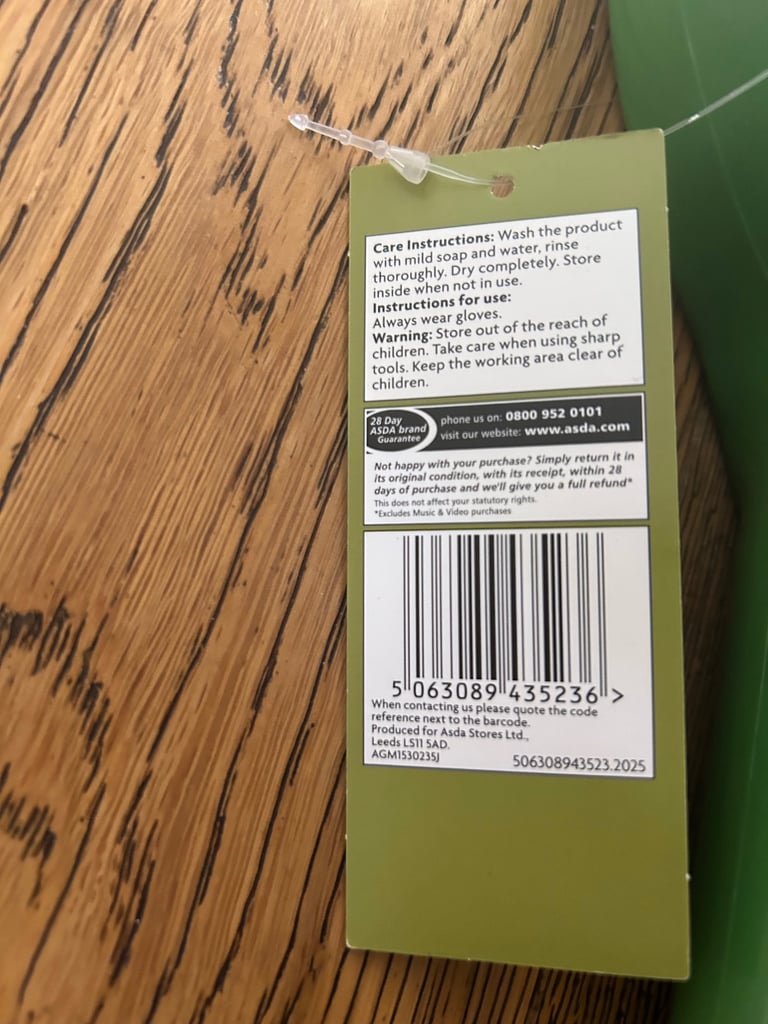 Care Instructions: Wash the product
with mild soap and water, rinse
thoroughly. Dry completely. Store
inside when not in use.
Instructions for use:
Always wear gloves.
Warning: Store out of the reach of
children. Take care when using sharp
tools. Keep the working area clear of
children.
28 Day
ASDA brand
Guarantee
phone us on: 0800 952 0101
visit our website: www.asda.com
Not happy with your purchase? Simply return it in
its original condition, with its receipt, within 28
days of purchase and we'll give you a full refund*
This does not affect your statutory rights.
*Excludes Music & Video purchases
5 063089 435236 >
When contacting us please quote the code
reference next to the barcode.
Produced for Asda Stores Ltd.,
Leeds LS11 5AD.
AGM1530235J
506308943523.2025